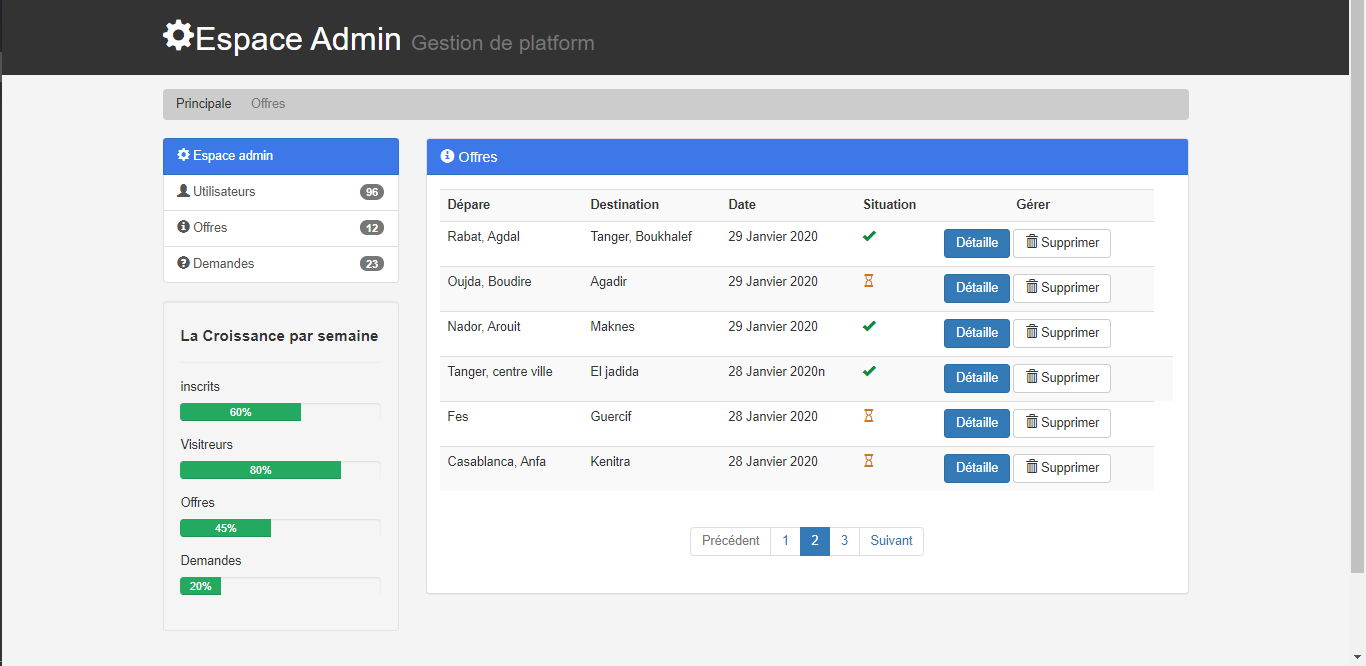 Espace Admin Gestion de platform
Principale Offres
Espace admin
Utilisateurs 96
Offres 12
Demandes 23
La Croissance par semaine
inscrits
60%
Visitreurs
80%
Offres
45%
Demandes
20%
Offres
Dépare Destination Date Situation Gérer
Rabat, Agdal Tanger, Boukhalef 29 Janvier 2020 Détaille Supprimer
Oujda, Boudire Agadir 29 Janvier 2020 Détaille Supprimer
Nador, Arouit Maknes 29 Janvier 2020 Détaille Supprimer
Tanger, centre ville El jadida 28 Janvier 2020n Détaille Supprimer
Fes Guercif 28 Janvier 2020 Détaille Supprimer
Casablanca, Anfa Kenitra 28 Janvier 2020 Détaille Supprimer
Précédent 1 2 3 Suivant